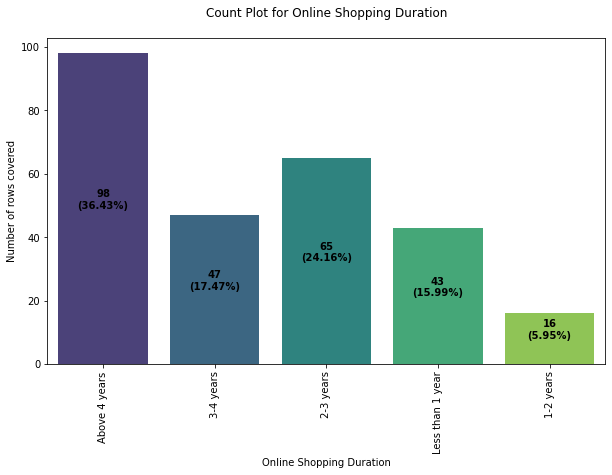 Count Plot for Online Shopping Duration
Number of rows covered
100
80
60
40
20
0
98
(36.43%)
47
(17.47%)
65
(24.16%)
43
(15.99%)
16
(5.95%)
Above 4 years
3-4 years
2-3 years
Less than 1 year
1-2 years
Online Shopping Duration